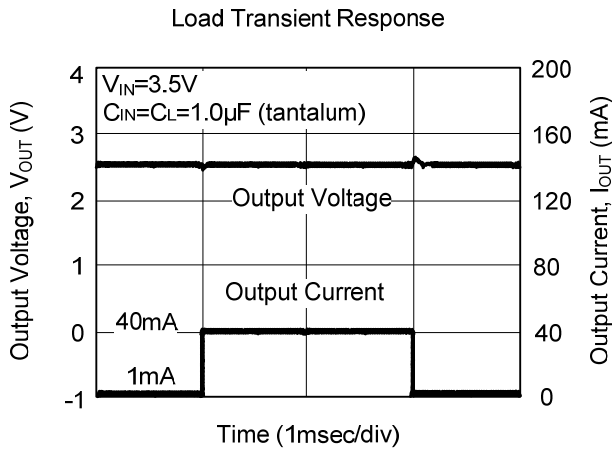 Load Transient Response
4
3
2
1
0
-1
Output Voltage, VOUT (V)
VIN=3.5V
CIN=CL=1.0µF (tantalum)
Output Voltage
Output Current
40mA
1mA
200
160
120
80
40
0
Output Current, IOUT (mA)
Time (1msec/div)